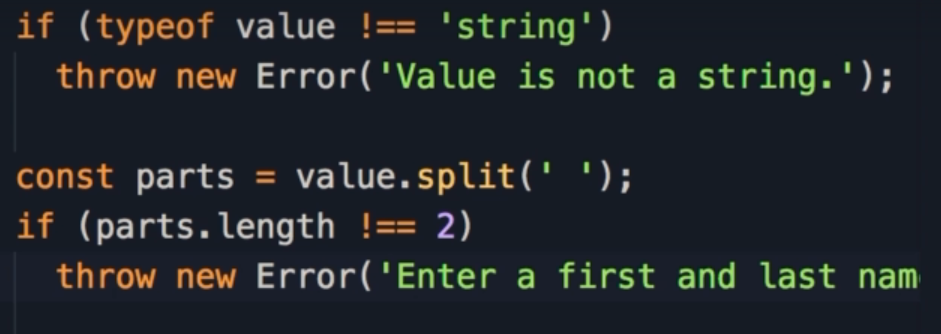 if (typeof value !== 'string')
throw new Error('Value is not a string.');
const parts = value.split(' ');
if (parts.length !== 2)
throw new Error('Enter a first and last nam